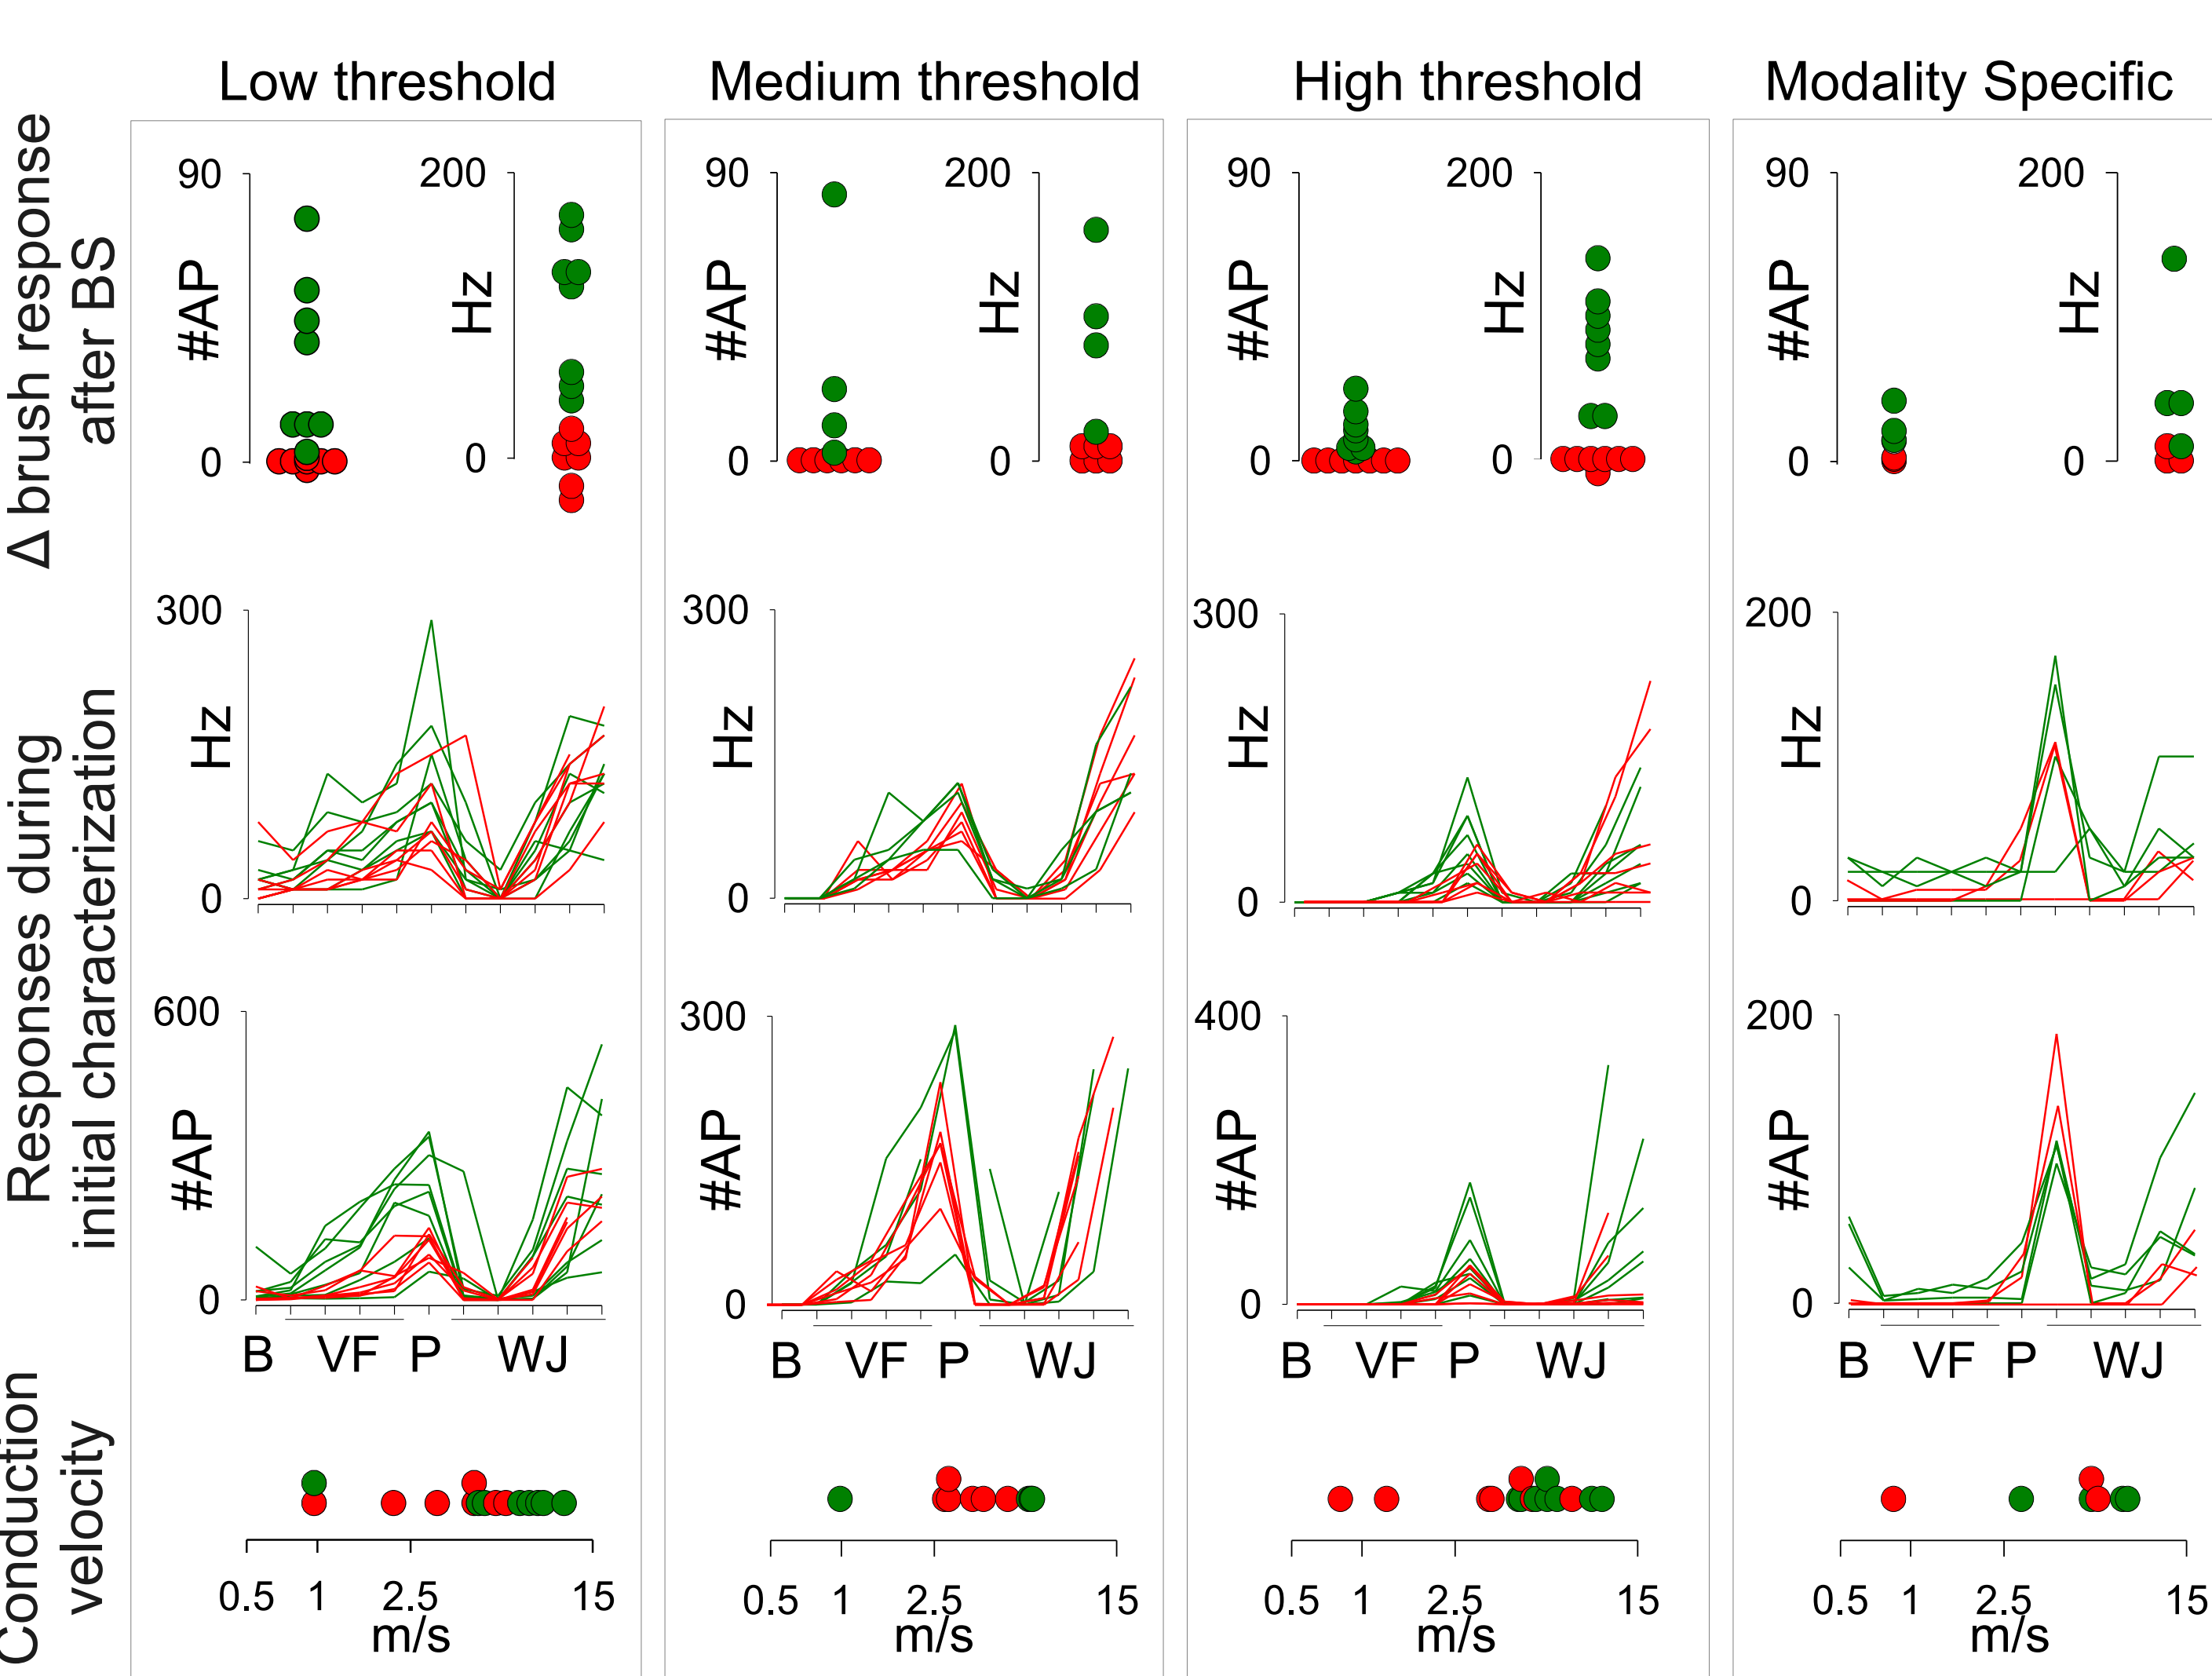 Low threshold
Medium threshold
High threshold
Modality Specific
Δ brush response
after BS
90
#AP
0
200
Hz
0
90
#AP
0
200
Hz
0
90
#AP
0
200
Hz
0
90
#AP
0
200
Hz
0
Responses during
initial characterization
300
Hz
0
300
Hz
0
300
Hz
0
200
Hz
0
600
#AP
0
300
#AP
0
400
#AP
0
200
#AP
0
B VF P WJ
B VF P WJ
B VF P WJ
B VF P WJ
Conduction
velocity
0.5 1 2.5 15
m/s
0.5 1 2.5 15
m/s
0.5 1 2.5 15
m/s
0.5 1 2.5 15
m/s